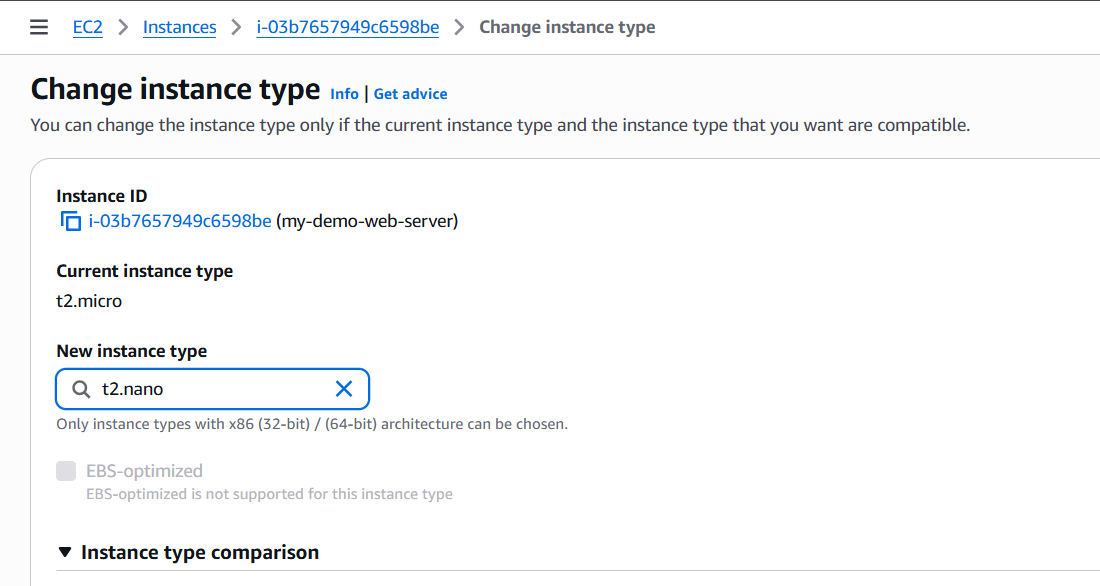 EC2 > Instances > i-03b7657949c6598be > Change instance type
Change instance type Info | Get advice
You can change the instance type only if the current instance type and the instance type that you want are compatible.
Instance ID
i-03b7657949c6598be (my-demo-web-server)
Current instance type
t2.micro
New instance type
t2.nano
Only instance types with x86 (32-bit) / (64-bit) architecture can be chosen.
EBS-optimized
EBS-optimized is not supported for this instance type
Instance type comparison